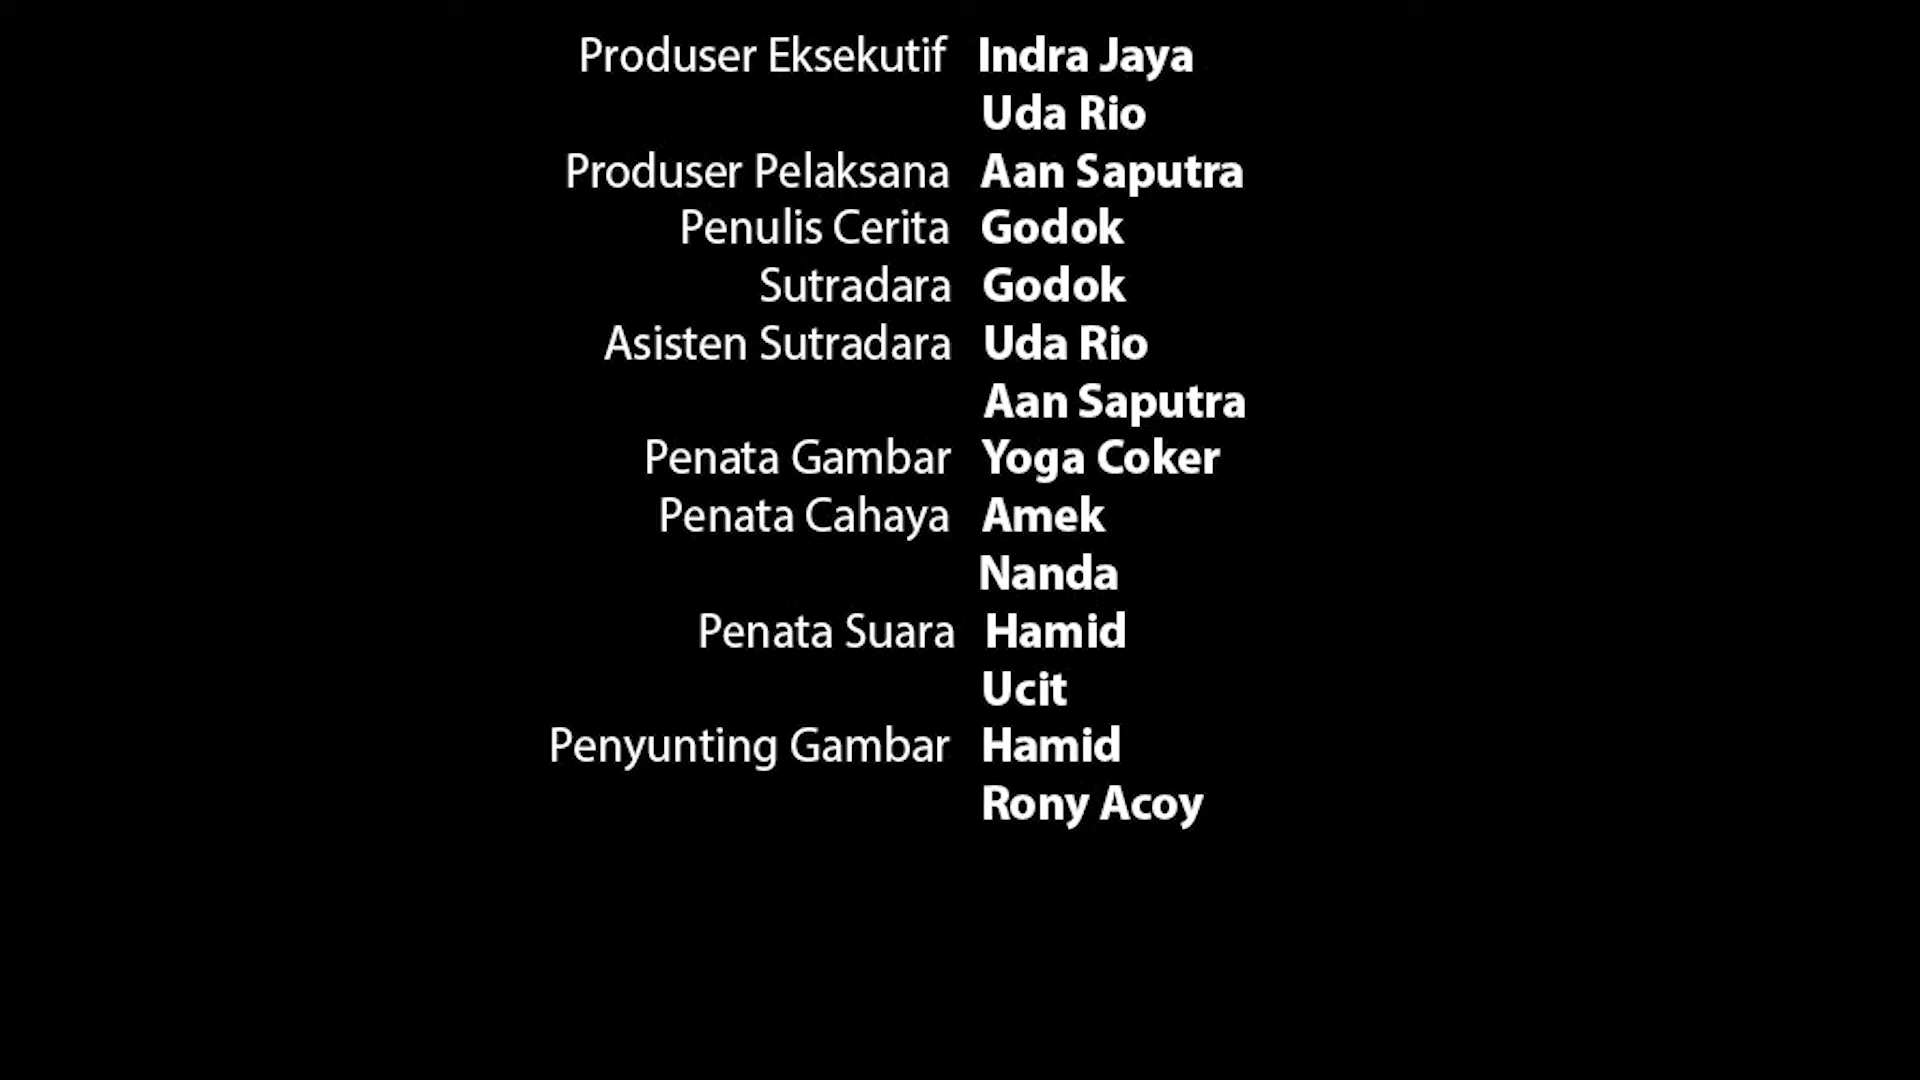 Produser Eksekutif Indra Jaya
Uda Rio
Produser Pelaksana Aan Saputra
Penulis Cerita Godok
Sutradara Godok
Asisten Sutradara Uda Rio
Aan Saputra
Penata Gambar Yoga Coker
Penata Cahaya Amek
Nanda
Penata Suara Hamid
Ucit
Penyunting Gambar Hamid
Rony Acoy